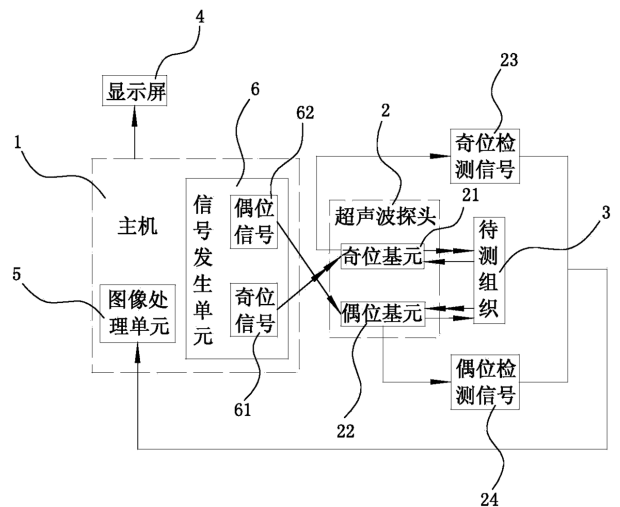 4
显示屏
23
6
62
2
奇位检
测信号
1
超声波探头
21
偶位
信号
主机
信号发生单元
待测组织
3
奇位基元
5
图像处
理单元
奇位
信号
偶位基元
偶位检
测信号
61
22
24